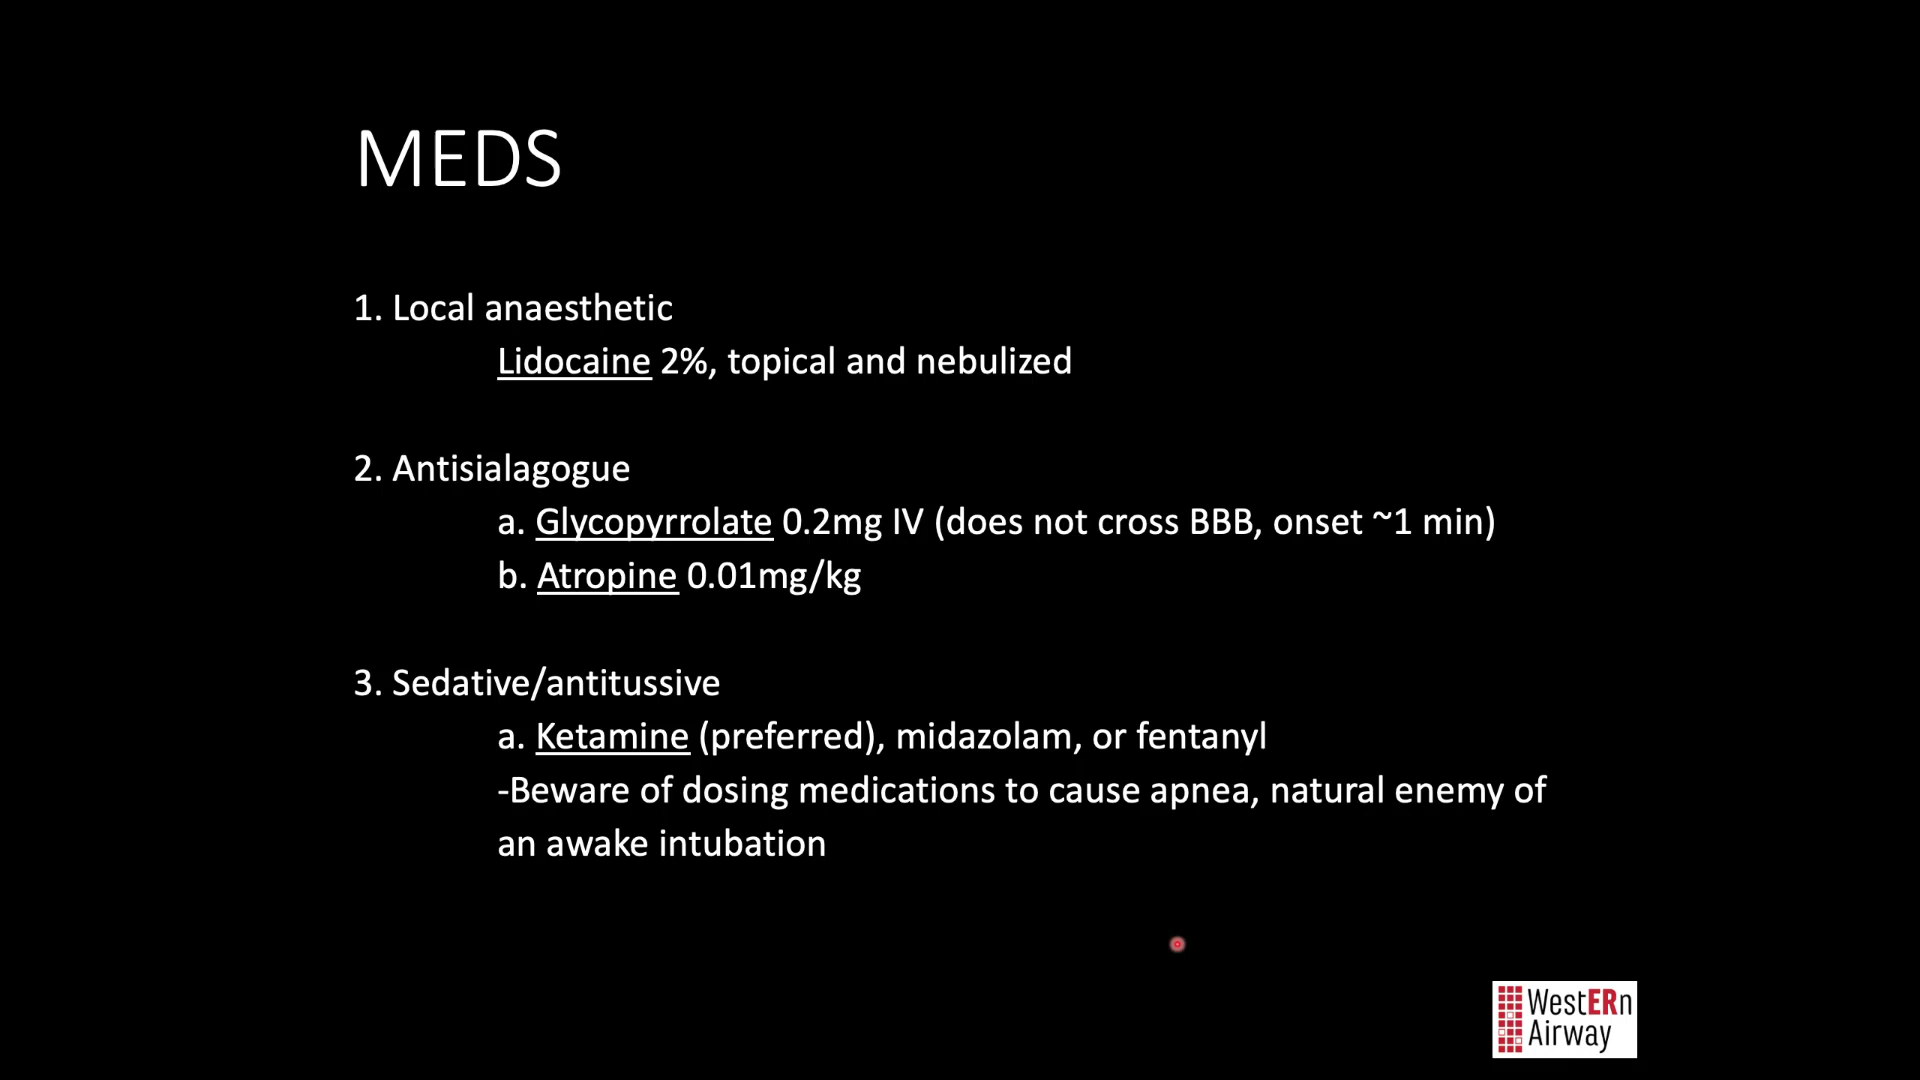 MEDS
1. Local anaesthetic
Lidocaine 2%, topical and nebulized
2. Antisialagogue
a. Glycopyrrolate 0.2mg IV (does not cross BBB, onset ~1 min)
b. Atropine 0.01mg/kg
3. Sedative/antitussive
a. Ketamine (preferred), midazolam, or fentanyl
-Beware of dosing medications to cause apnea, natural enemy of
an awake intubation
WestERn
Airway